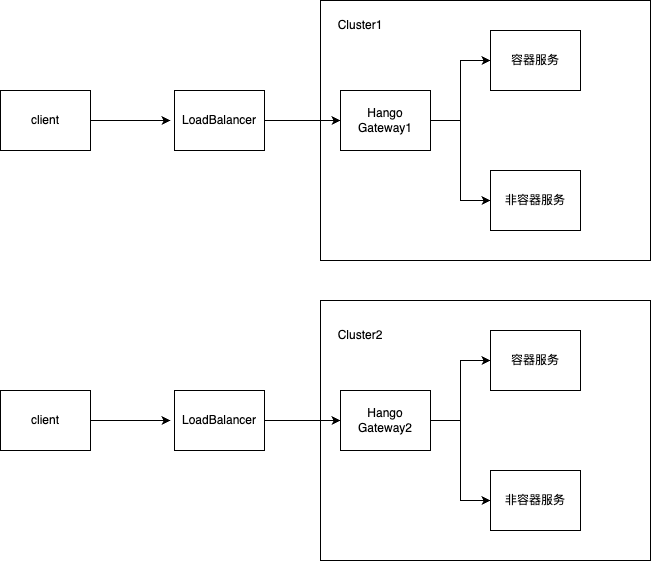 Cluster1
容器服务
client
LoadBalancer
Hango
Gateway1
非容器服务
Cluster2
容器服务
client
LoadBalancer
Hango
Gateway2
非容器服务